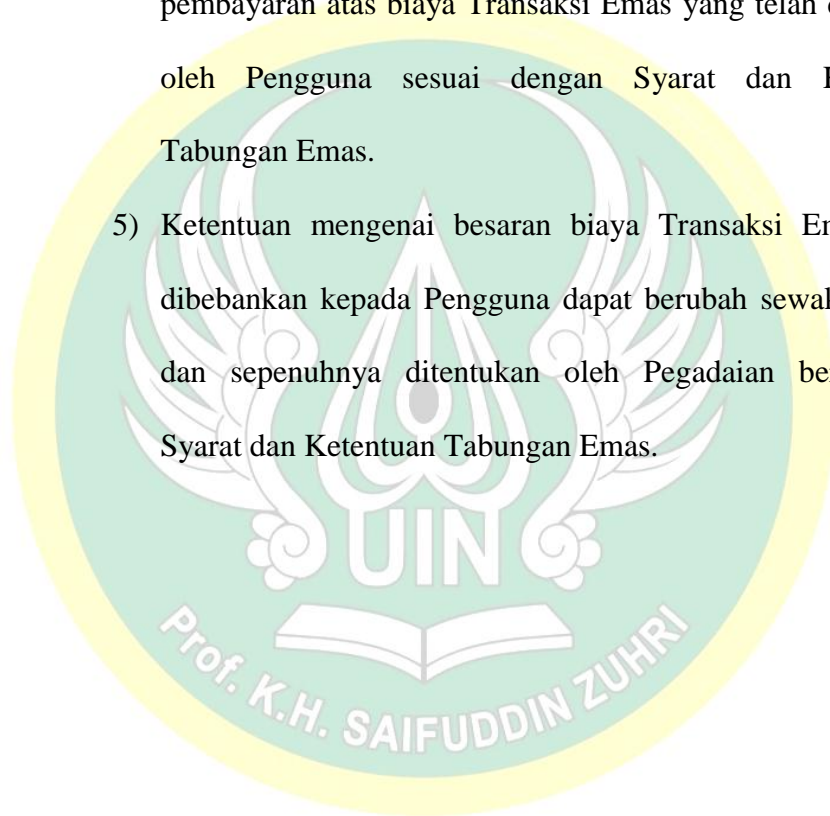 pembayaran atas biaya Transaksi Emas yang telah
oleh Pengguna sesuai dengan Syarat dan
Tabungan Emas.
5) Ketentuan mengenai besaran biaya Transaksi
dibebankan kepada Pengguna dapat berubah
dan sepenuhnya ditentukan oleh Pegadaian
Syarat dan Ketentuan Tabungan Emas.
UIN
Prof. K.H. SAIFUDDIN ZUHRI